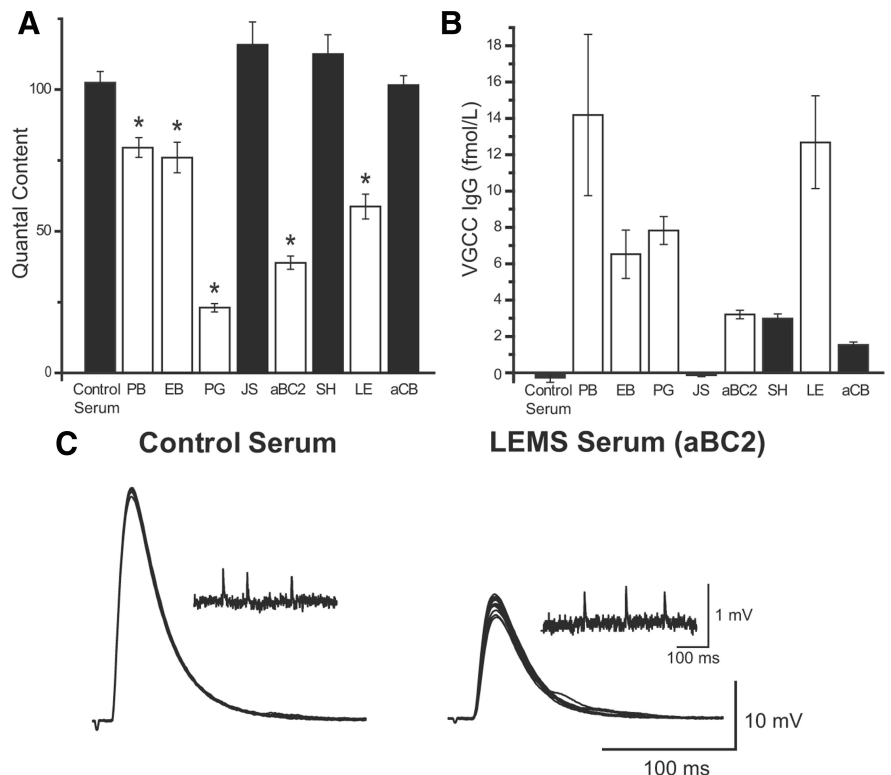 A
Quantal Content
100
50
0
* * * * *
Control Serum PB EB PG JS aBC2 SH LE aCB
B
VGCC IgG (fmol/L)
18
16
14
12
10
8
6
4
2
0
Control Serum PB EB PG JS aBC2 SH LE aCB
C
Control Serum
LEMS Serum (aBC2)
1 mV
100 ms
10 mV
100 ms